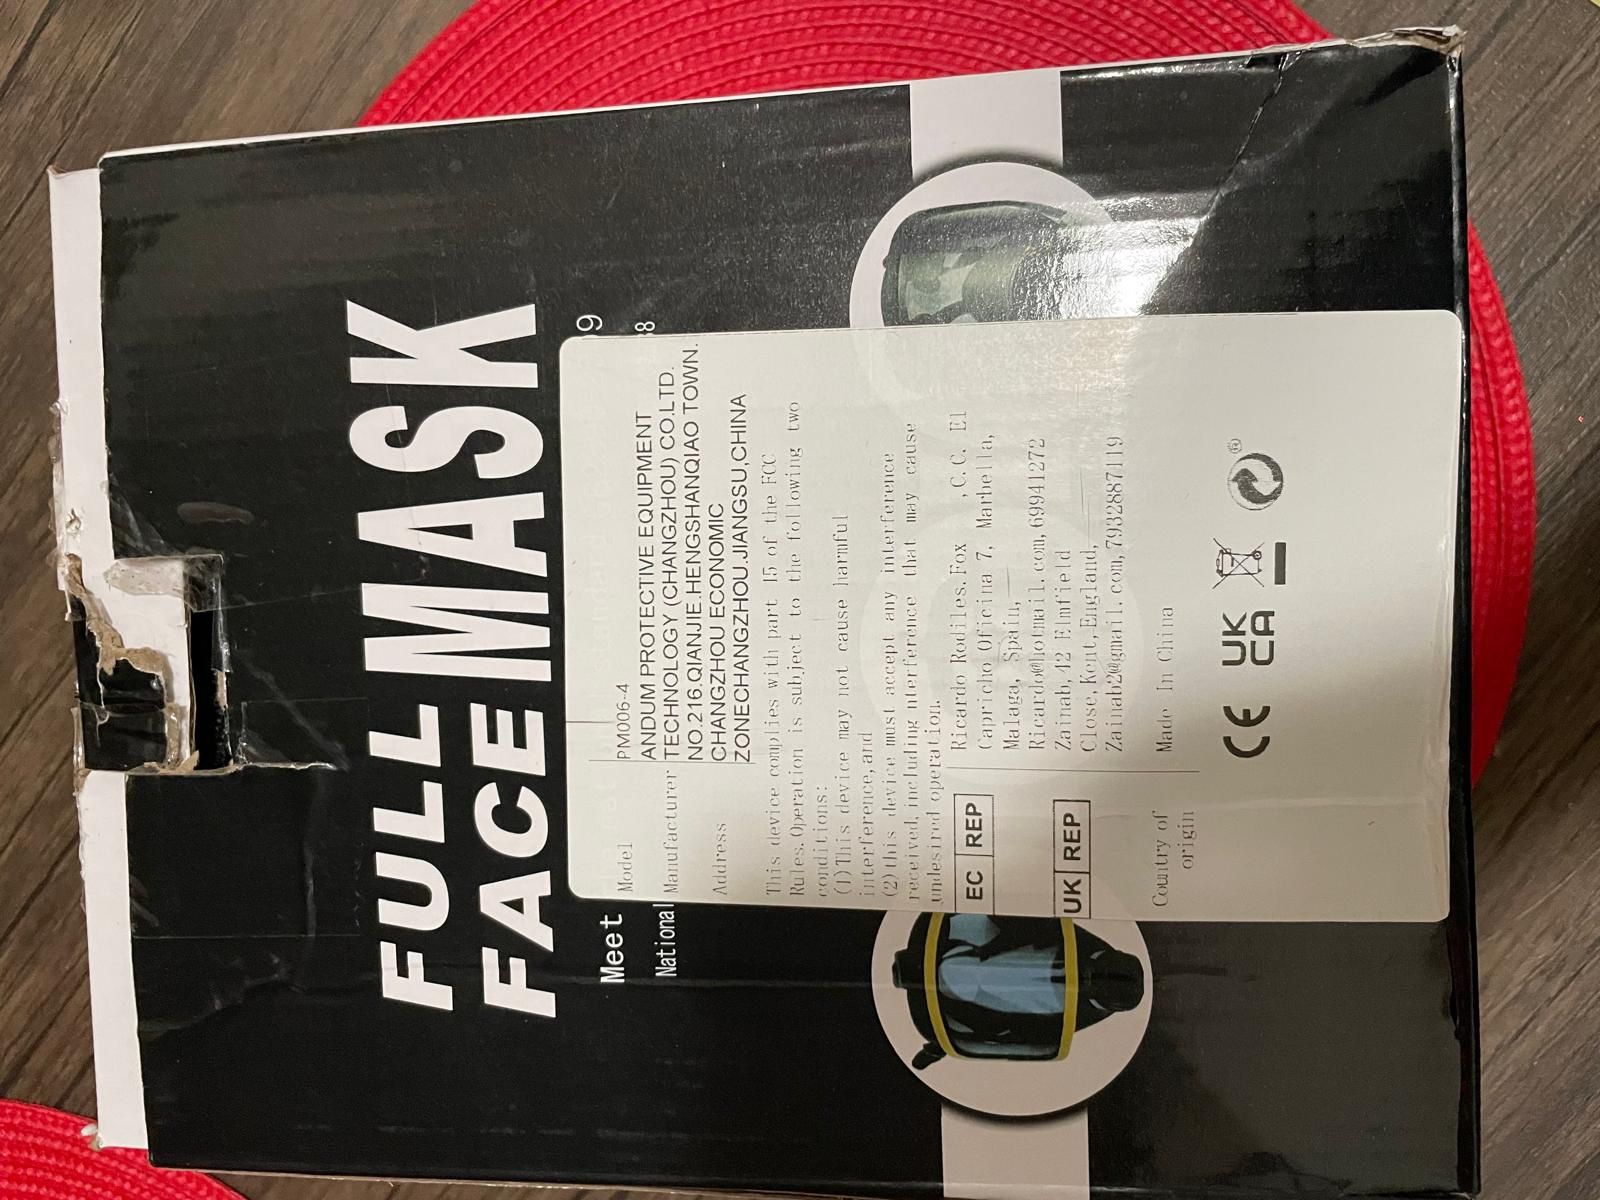 FULL
FACE MASK
Meet
9
National
38
Model PM006-4
Manufacturer ANDUM PROTECTIVE EQUIPMENT
TECHNOLOGY (CHANGZHOU) CO.LTD.
Address NO.216.QIANJIE.HENGSHANQIAO TOWN.
CHANGZHOU ECONOMIC
ZONECHANGZHOU.JIANGSU,CHINA
This device complies with part 15 of the FCC
Rules.Operation is subject to the following two
conditions:
(1)This device may not cause harmful
interference,and
(2)this device must accept any interference
received,including nterference that may cause
undesired operation.
EC REP
Ricardo Rodiles.Fox ,C.C. El
Capricho Oficina 7, Marbella,
Malaga, Spain,
Ricardo@hotmail.com,69941272
UK REP
Zainab,42 Elmfield
Close,Kent,England,
Zainab2@gmail.com,7932887119
Country of origin Made In China
CE UK
CA